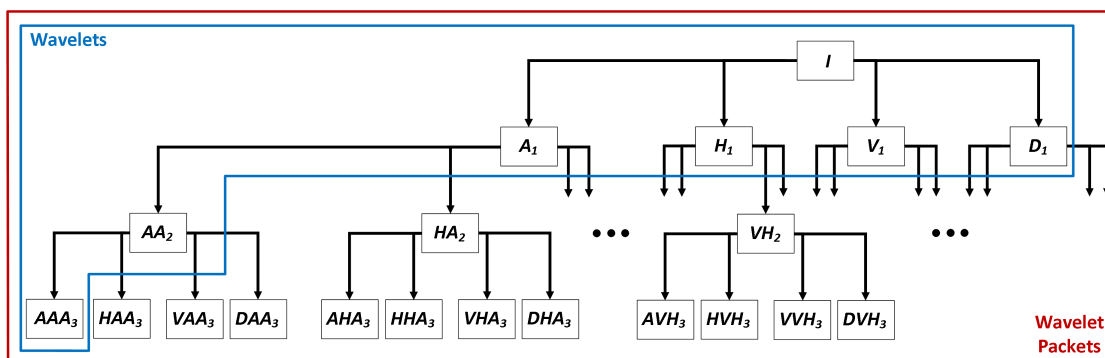 Wavelets
I
A₁ H₁ V₁ D₁
AA₂ HA₂ ●●● VH₂ ●●●
AAA₃ HAA₃ VAA₃ DAA₃ AHA₃ HHA₃ VHA₃ DHA₃ AVH₃ HVH₃ VVH₃ DVH₃
Wavelet
Packets